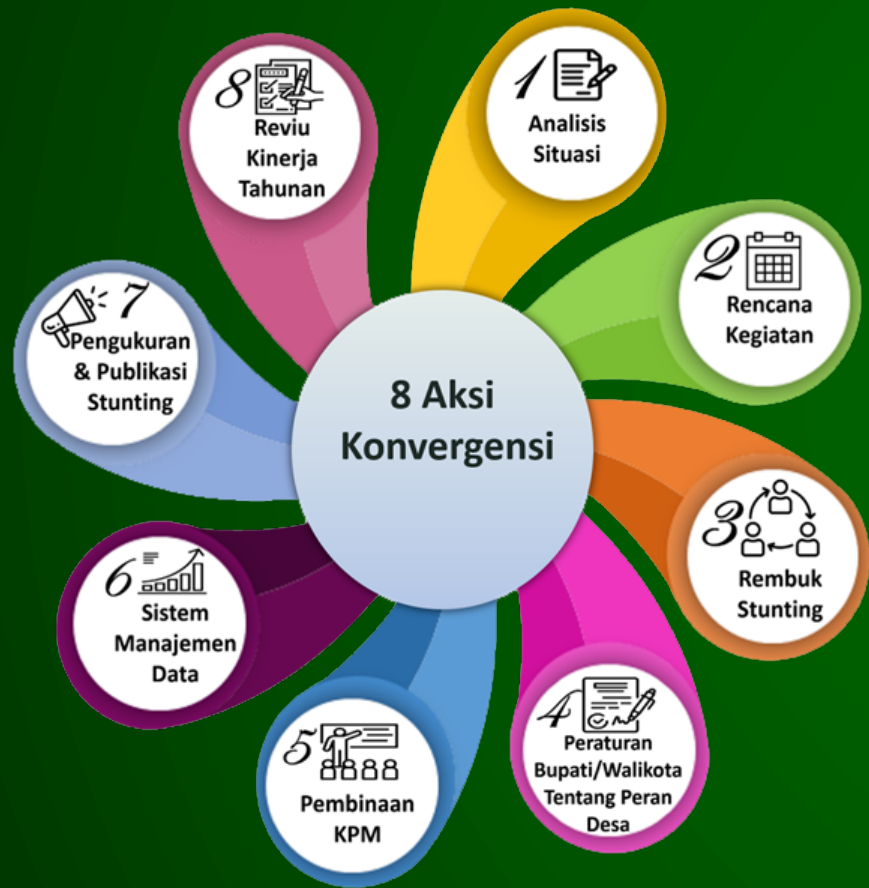 8 Aksi
Konvergensi
1
Analisis
Situasi
2
Rencana
Kegiatan
3
Rembuk
Stunting
4
Peraturan
Bupati/Walikota
Tentang Peran
Desa
5
Pembinaan
KPM
6
Sistem
Manajemen
Data
7
Pengukuran
& Publikasi
Stunting
8
Reviu
Kinerja
Tahunan